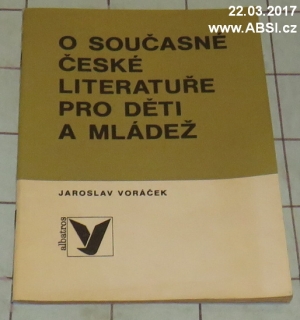 22.03.2017
www.ABSI.cz
O SOUČASNÉ
ČESKÉ
LITERATUŘE
PRO DĚTI
A MLÁDEŽ
JAROSLAV VORÁČEK
albatros